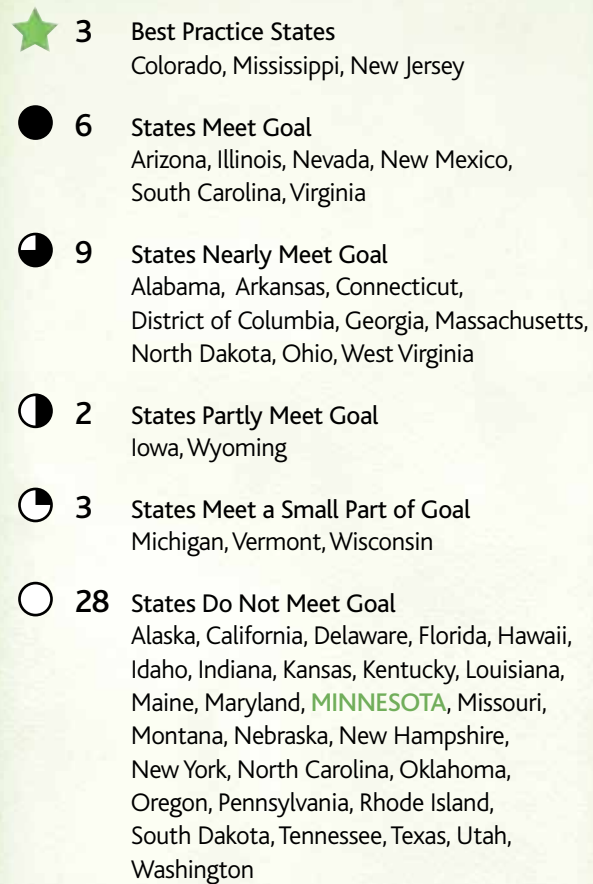 3 Best Practice States
Colorado, Mississippi, New Jersey
6 States Meet Goal
Arizona, Illinois, Nevada, New Mexico,
South Carolina, Virginia
9 States Nearly Meet Goal
Alabama, Arkansas, Connecticut,
District of Columbia, Georgia, Massachusetts,
North Dakota, Ohio, West Virginia
2 States Partly Meet Goal
Iowa, Wyoming
3 States Meet a Small Part of Goal
Michigan, Vermont, Wisconsin
28 States Do Not Meet Goal
Alaska, California, Delaware, Florida, Hawaii,
Idaho, Indiana, Kansas, Kentucky, Louisiana,
Maine, Maryland, MINNESOTA, Missouri,
Montana, Nebraska, New Hampshire,
New York, North Carolina, Oklahoma,
Oregon, Pennsylvania, Rhode Island,
South Dakota, Tennessee, Texas, Utah,
Washington